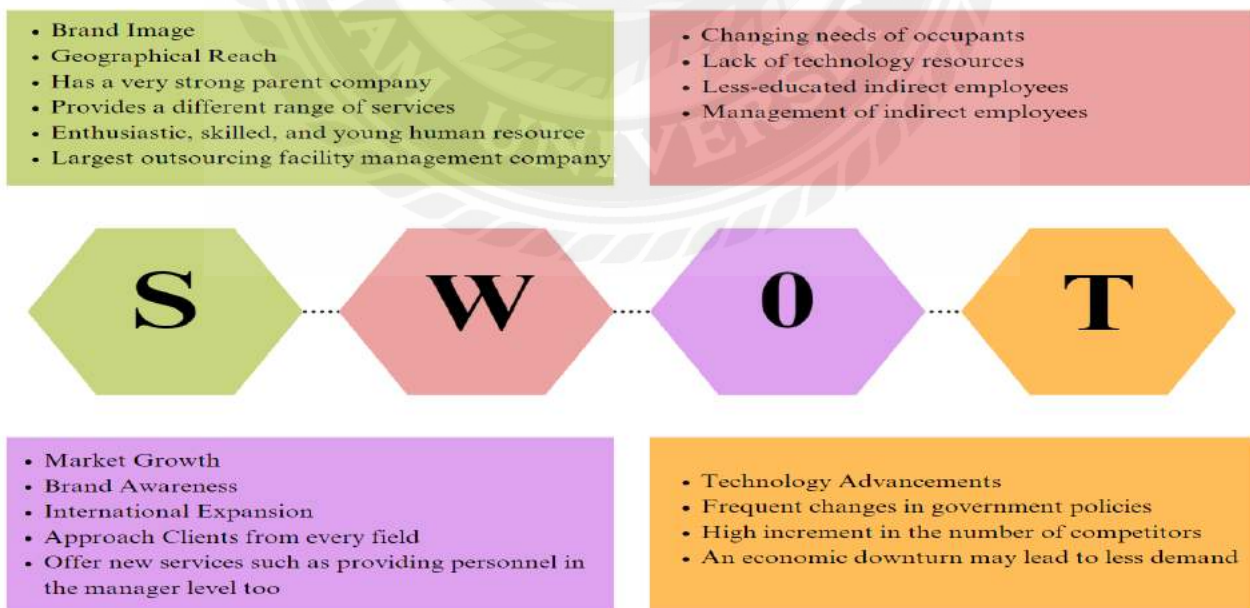 • Brand Image
• Geographical Reach
• Has a very strong parent company
• Provides a different range of services
• Enthusiastic, skilled, and young human resource
• Largest outsourcing facility management company
• Changing needs of occupants
• Lack of technology resources
• Less-educated indirect employees
• Management of indirect employees
AM UNIVERSI
S W 0 T
• Market Growth
• Brand Awareness
• International Expansion
• Approach Clients from every field
• Offer new services such as providing personnel in
the manager level too
• Technology Advancements
• Frequent changes in government policies
• High increment in the number of competitors
• An economic downturn may lead to less demand